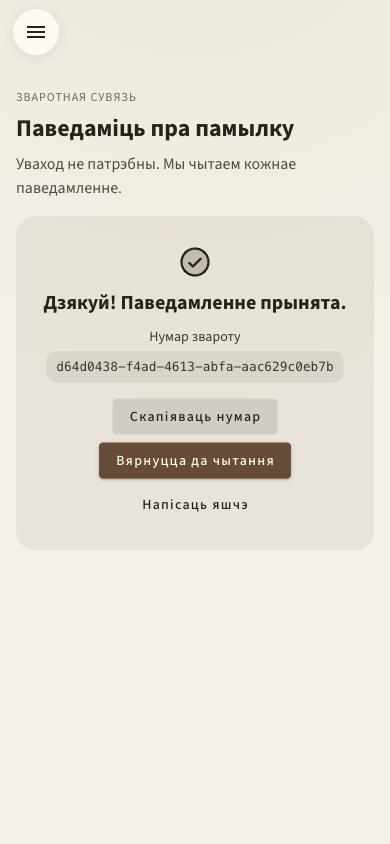 ЗВАРОТНАЯ СУВЯЗЬ
Паведаміць пра памылку
Уваход не патрэбны. Мы чытаем кожнае
паведамленне.
Дзякуй! Паведамленне прынята.
Нумар звароту
d64d0438-f4ad-4613-abfa-aac629c0eb7b
Скапіяваць нумар
Вярнуцца да чытання
Напісаць яшчэ